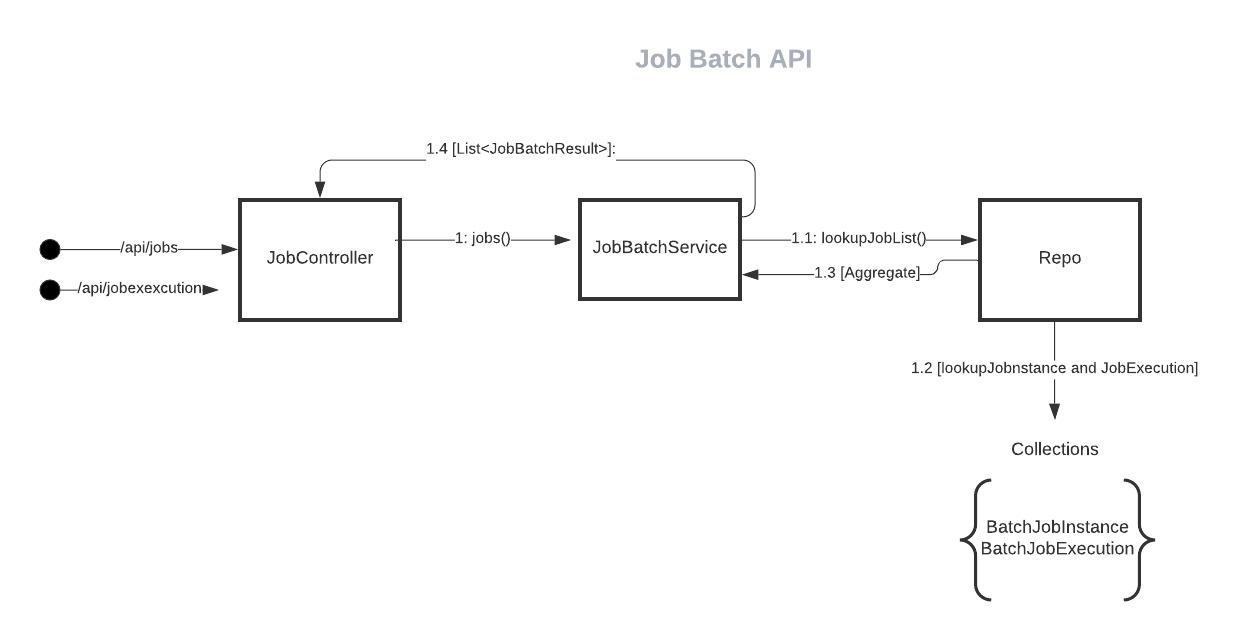 Job Batch API
1.4 [List<JobBatchResult>]:
/api/jobs
JobController
1: jobs()
JobBatchService
1.1: lookupJobList()
Repo
1.3 [Aggregate]
/api/jobexexcution
1.2 [lookupJobnstance and JobExecution]
Collections
BatchJobInstance
BatchJobExecution